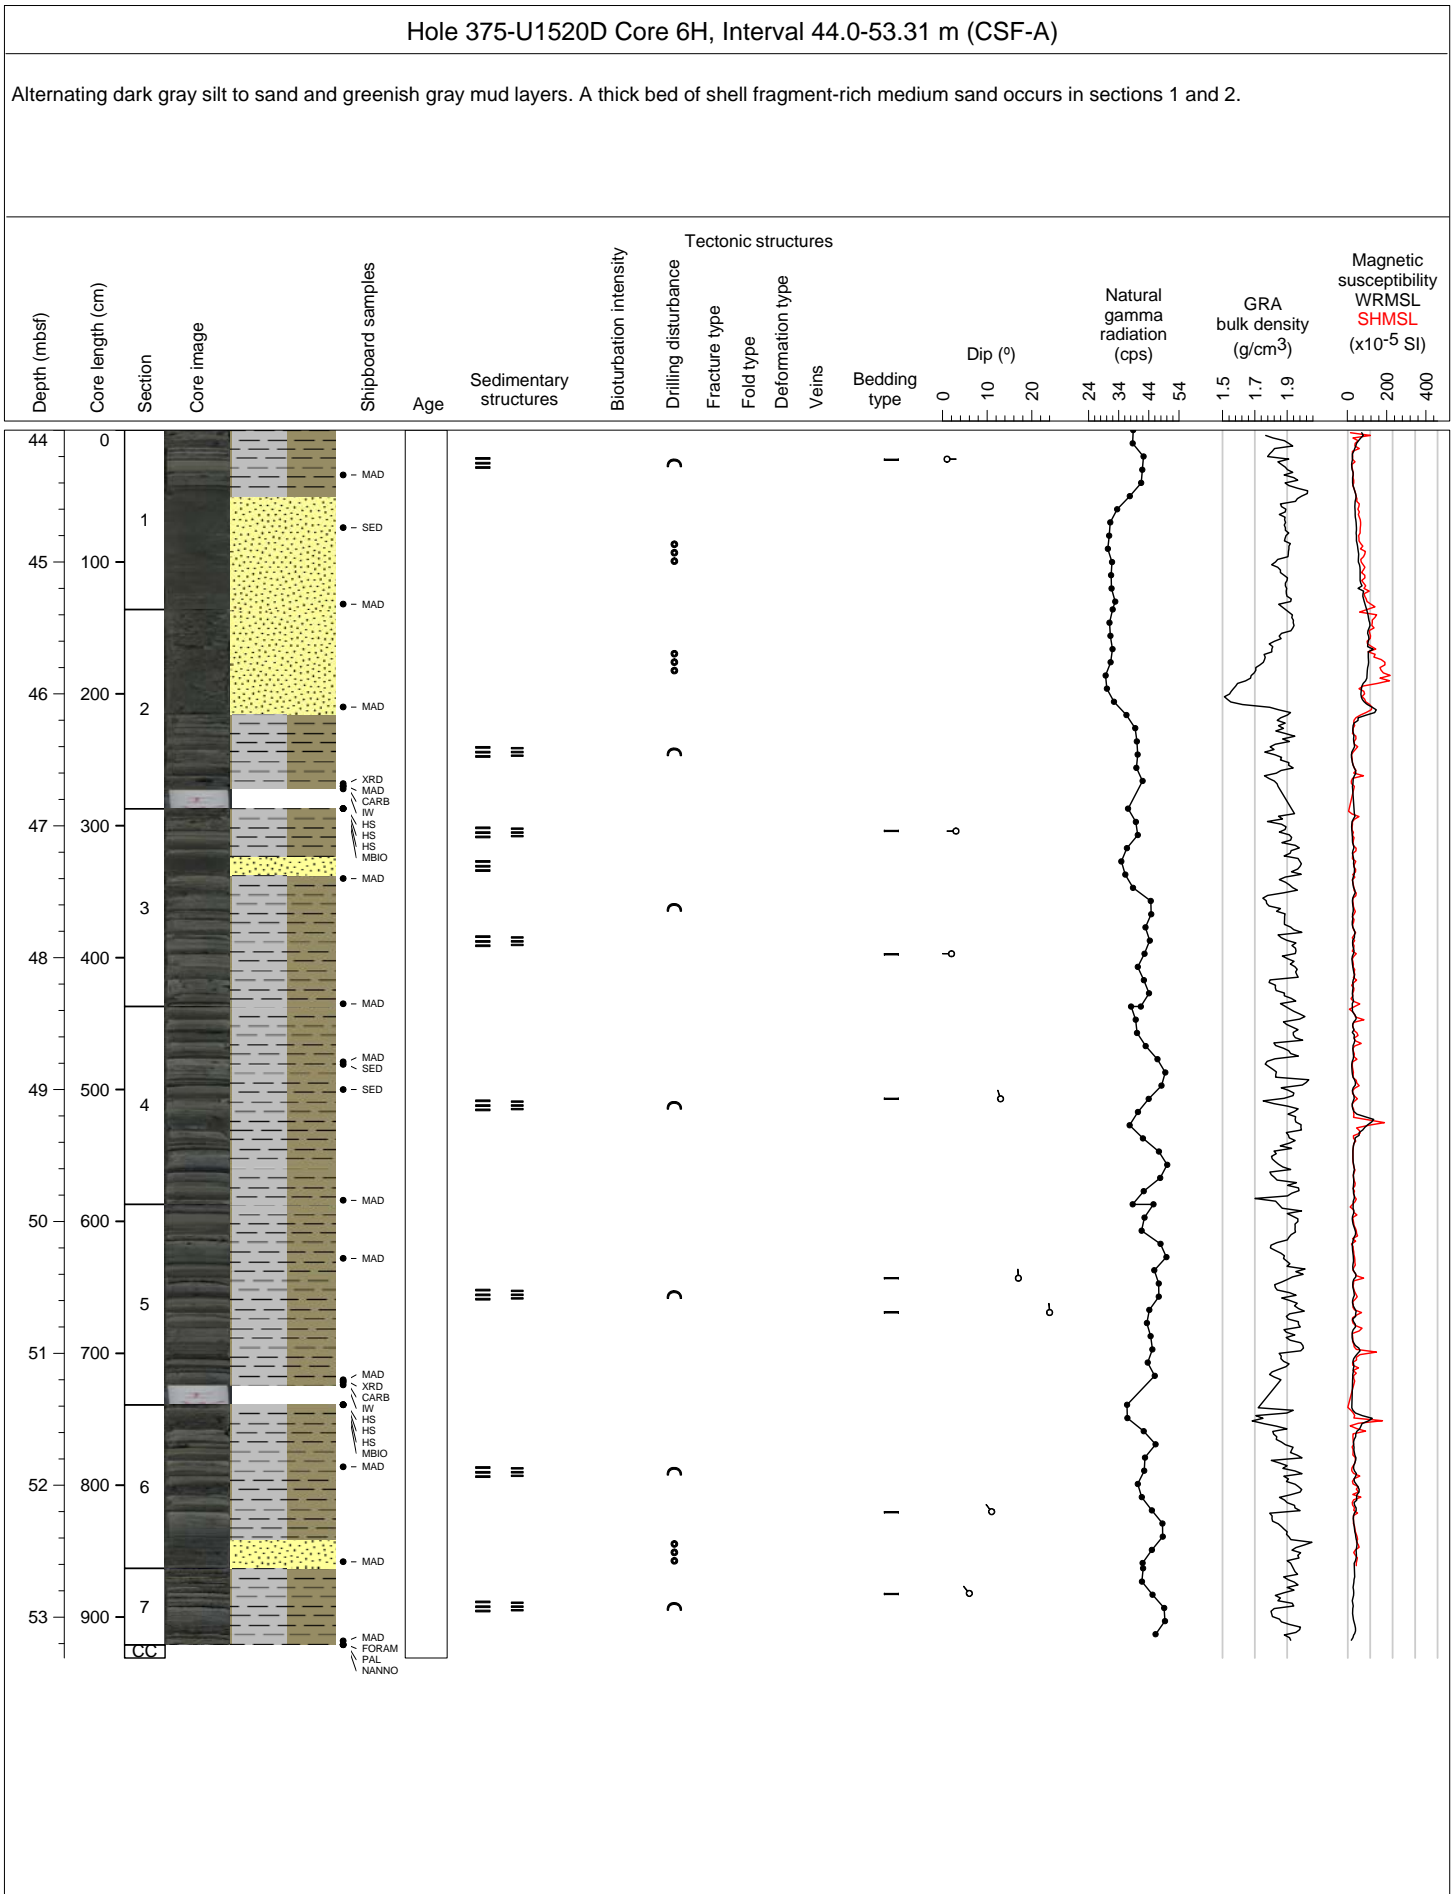 Hole 375-U1520D Core 6H, Interval 44.0-53.31 m (CSF-A)
Alternating dark gray silt to sand and greenish gray mud layers. A thick bed of shell fragment-rich medium sand occurs in sections 1 and 2.
Depth (mbsf)
Core length (cm)
Section
Core image
Shipboard samples
Age
Sedimentary
structures
Bioturbation intensity
Drilling disturbance
Tectonic structures
Fracture type
Fold type
Deformation type
Veins
Bedding
type
Dip (º)
0 10 20
Natural
gamma
radiation
(cps)
24 34 44 54
GRA
bulk density
(g/cm3)
1.5 1.7 1.9
Magnetic
susceptibility
WRMSL
SHMSL
(x10-5 SI)
0 200 400
44 0
MAD
1
SED
45 100
MAD
46 200
2
MAD
XRD
MAD
CARB
IW
HS
47 300
HS
HS
MBIO
MAD
3
48 400
MAD
MAD
SED
49 500
SED
4
MAD
50 600
MAD
5
51 700
MAD
XRD
CARB
IW
HS
HS
HS
MBIO
MAD
52 800
6
MAD
7
53 900
MAD
CC
FORAM
PAL
NANNO